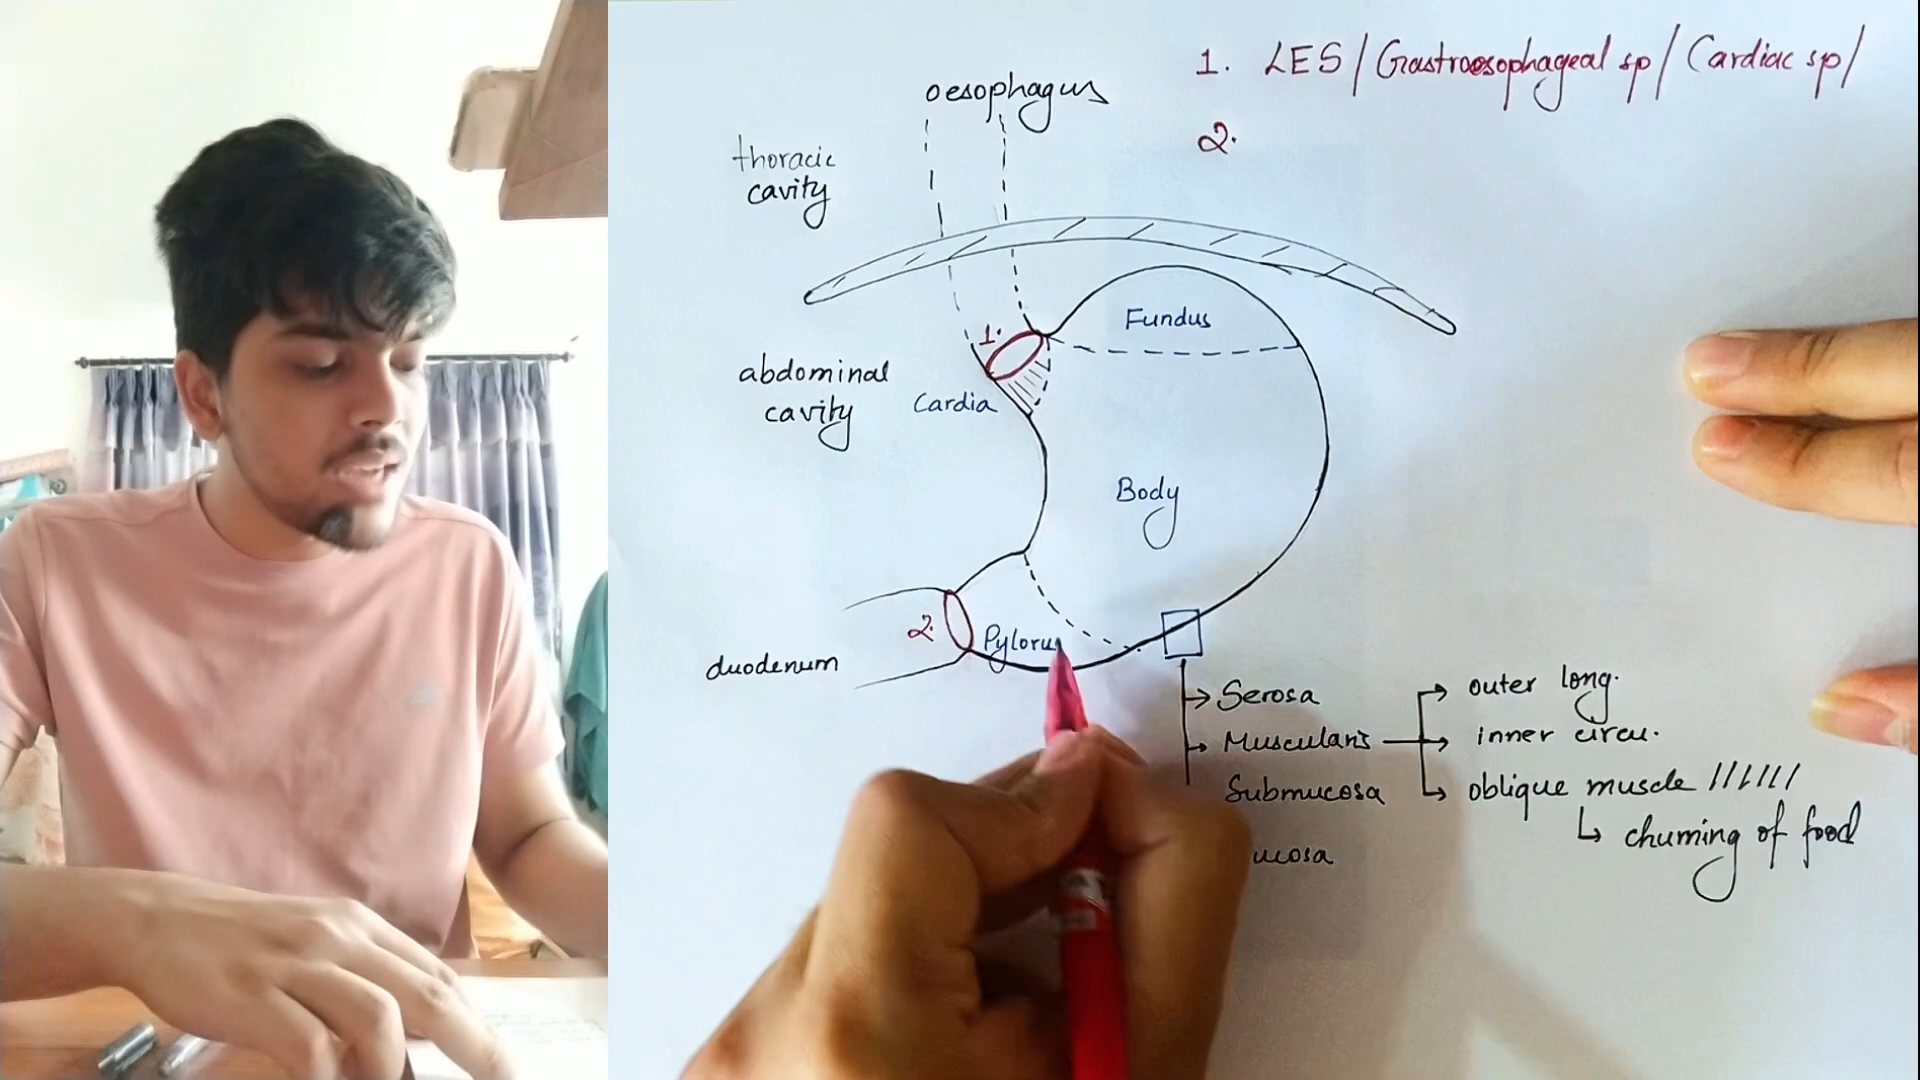 1. LES / Gastroesophageal sp / Cardiac sp /
2.
oesophagus
thoracic
cavity
Fundus
1.
abdominal
cavity
Cardia
Body
2.
Pylorus
duodenum
Serosa
Muscularis
Submucosa
ucosa
outer long.
inner circu.
oblique muscle
churning of food